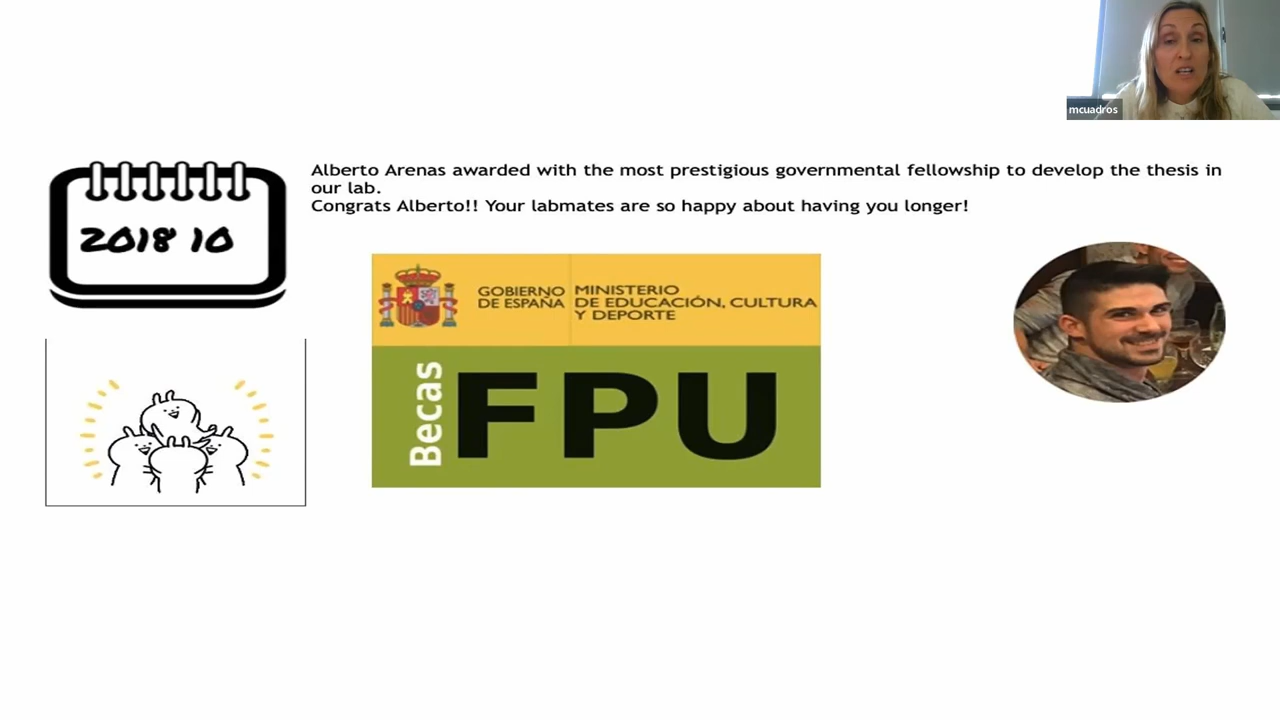 mcuadros
Alberto Arenas awarded with the most prestigious governmental fellowship to develop the thesis in
our lab.
Congrats Alberto!! Your labmates are so happy about having you longer!
2018 10
GOBIERNO
DE ESPAÑA
MINISTERIO
DE EDUCACIÓN, CULTURA
Y DEPORTE
Becas
FPU